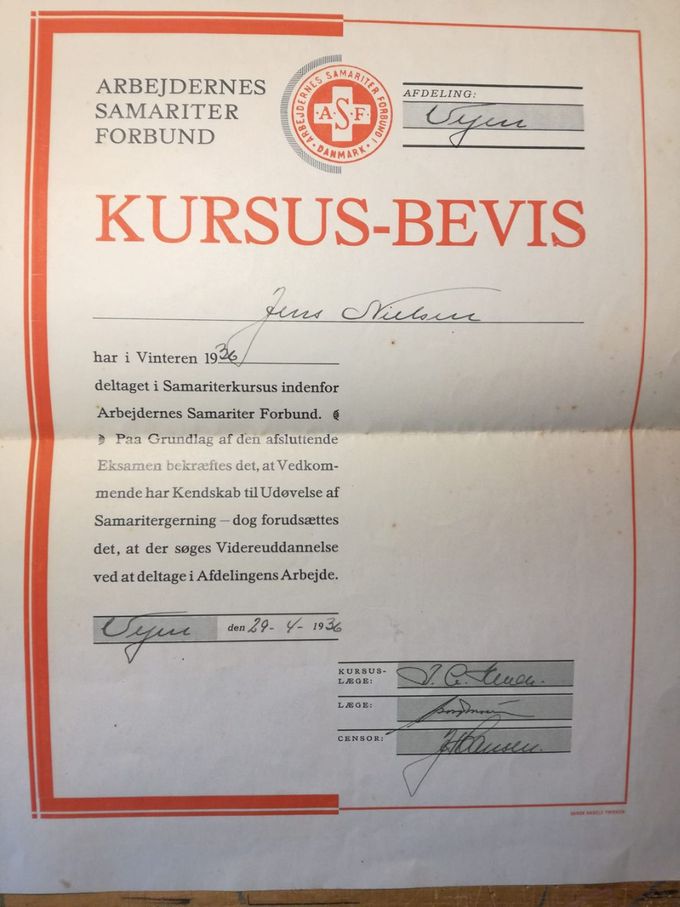 ARBEJDERNES
SAMARITER
FORBUND
ARBEJDERNES SAMARITER FORBUND I DANMARK
A.S.F.
AFDELING:
Vejen
KURSUS-BEVIS
Jens Nielsen
har i Vinteren 1936
deltaget i Samariterkursus indenfor
Arbejdernes Samariter Forbund.
Paa Grundlag af den afsluttende
Eksamen bekræftes det, at Vedkom-
mende har Kendskab til Udøvelse af
Samaritergerning — dog forudsættes
det, at der søges Videreuddannelse
ved at deltage i Afdelingens Arbejde.
Vejen den 29-4-1936
KURSUS-
LÆGE:
LÆGE:
CENSOR: Hansen.